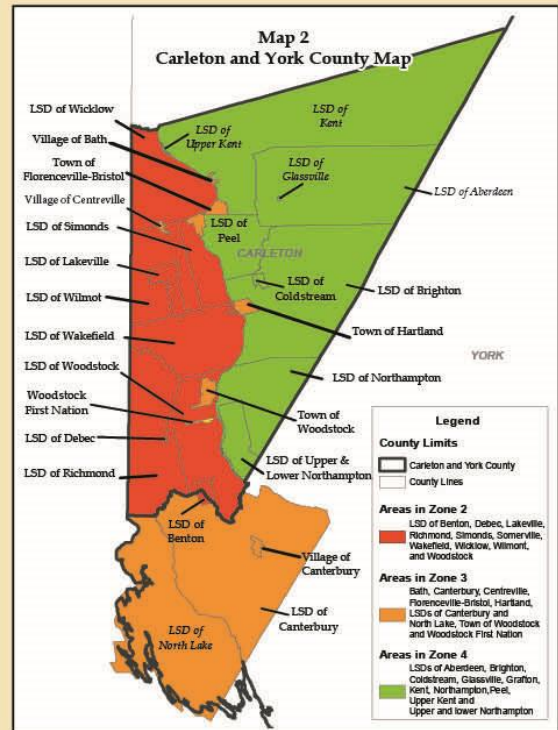 Map 2
Carleton and York County Map
LSD of Wicklow
Village of Bath
Town of
Florenceville-Bristol
Village of Centreville
LSD of Simonds
LSD of Lakeville
LSD of Wilmot
LSD of Wakefield
LSD of Woodstock
Woodstock
First Nation
LSD of Debec
LSD of Richmond
LSD of
Upper Kent
LSD of
Kent
LSD of
Glassville
LSD of Aberdeen
LSD of
Peel
CARLETON
LSD of
Coldstream
LSD of Brighton
Town of Hartland
YORK
LSD of Northampton
Town of
Woodstock
LSD of Upper &
Lower Northampton
LSD of
Benton
Village of
Canterbury
LSD of
Canterbury
LSD of
North Lake
Legend
County Limits
Carleton and York County
County Lines
Areas in Zone 2
LSD of Benton, Debec, Lakeville,
Richmond, Simonds, Somerville,
Wakefield, Wicklow, Wilmont,
and Woodstock
Areas in Zone 3
Bath, Canterbury, Centreville,
Florenceville-Bristol, Hartland,
LSDs of Canterbury and
North Lake, Town of Woodstock
and Woodstock First Nation
Areas in Zone 4
LSDs of Aberdeen, Brighton,
Coldstream, Glassville, Grafton,
Kent, Northampton,Peel,
Upper Kent and
Upper and lower Northampton